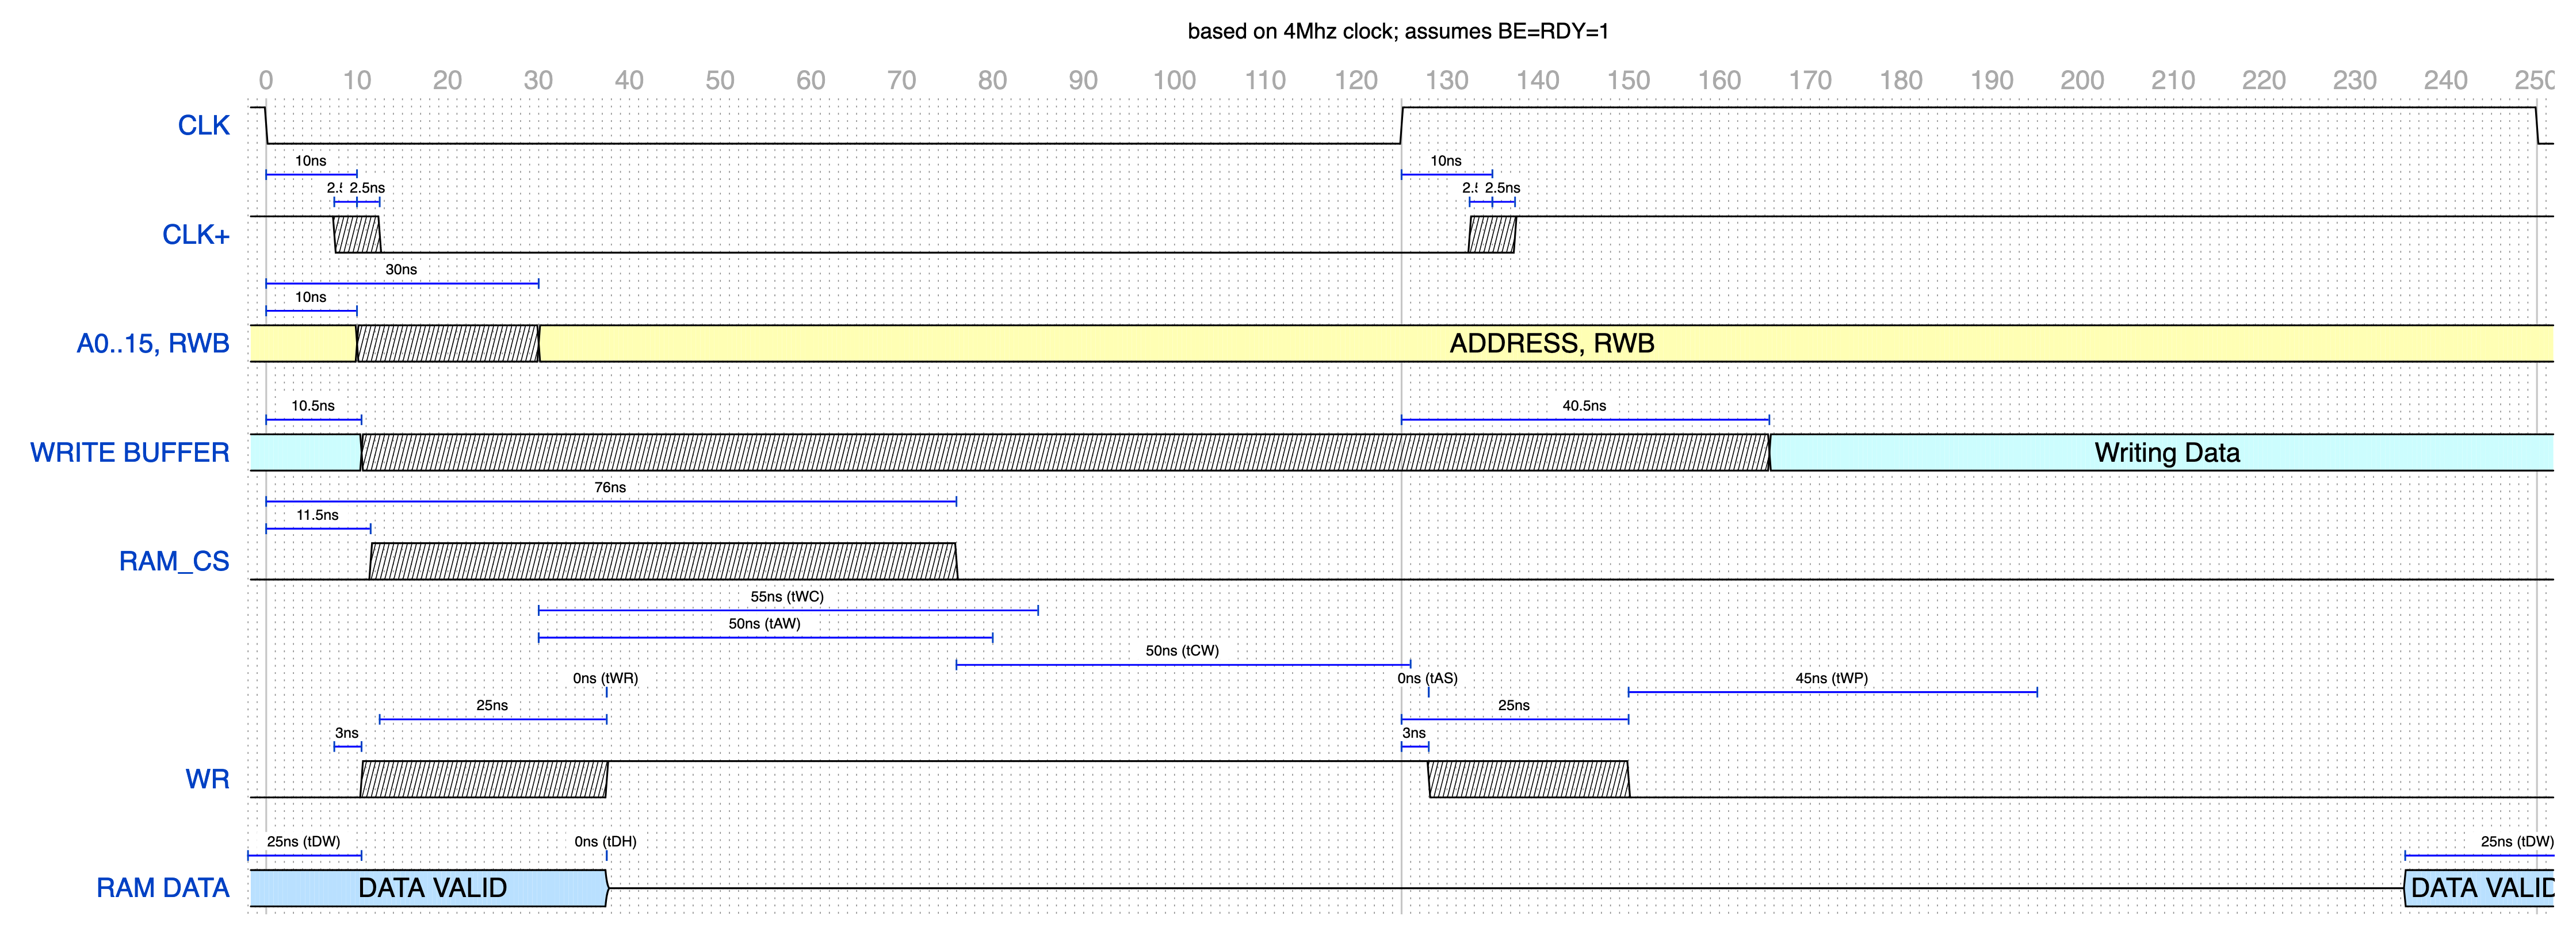 based on 4Mhz clock; assumes BE=RDY=1
0 10 20 30 40 50 60 70 80 90 100 110 120 130 140 150 160 170 180 190 200 210 220 230 240 250
CLK
10ns 10ns
2.5 2.5ns 2.5 2.5ns
CLK+
30ns
10ns
A0..15, RWB ADDRESS, RWB
10.5ns 40.5ns
WRITE BUFFER Writing Data
76ns
11.5ns
RAM_CS
55ns (tWC)
50ns (tAW)
50ns (tCW)
0ns (tWR) 0ns (tAS) 45ns (tWP)
25ns 25ns
3ns 3ns
WR
25ns (tDW) 0ns (tDH) 25ns (tDW)
RAM DATA DATA VALID DATA VALID